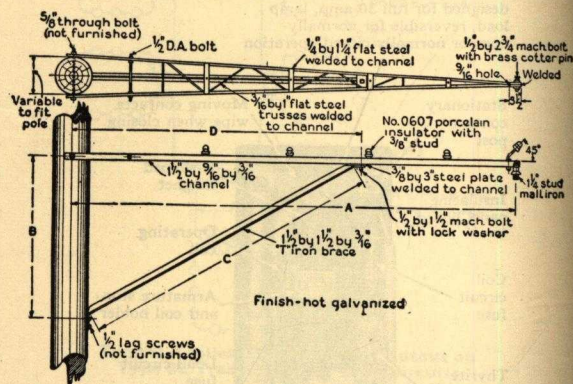 5/8" through bolt
(not furnished)
1/2" D.A. bolt
1/4 by 1 1/4 flat steel
welded to channel
1/2" by 2 3/4" mach. bolt
with brass cotter pin
9/16" hole
Welded
Variable
to fit
pole
3/16" by 1" flat steel
trusses welded
to channel
D
No. 0607 porcelain
insulator with
3/8" stud
45°
1 1/2" by 9/16" by 3/16"
channel
3/8 by 3" steel plate
welded to channel
1 1/4" stud
mall. iron
A
B
1/2" by 1 1/2" mach. bolt
with lock washer
1 1/2" by 1 1/2" by 3/16"
"T" iron brace
C
Finish-hot galvanized
1/2" lag screws
(not furnished)